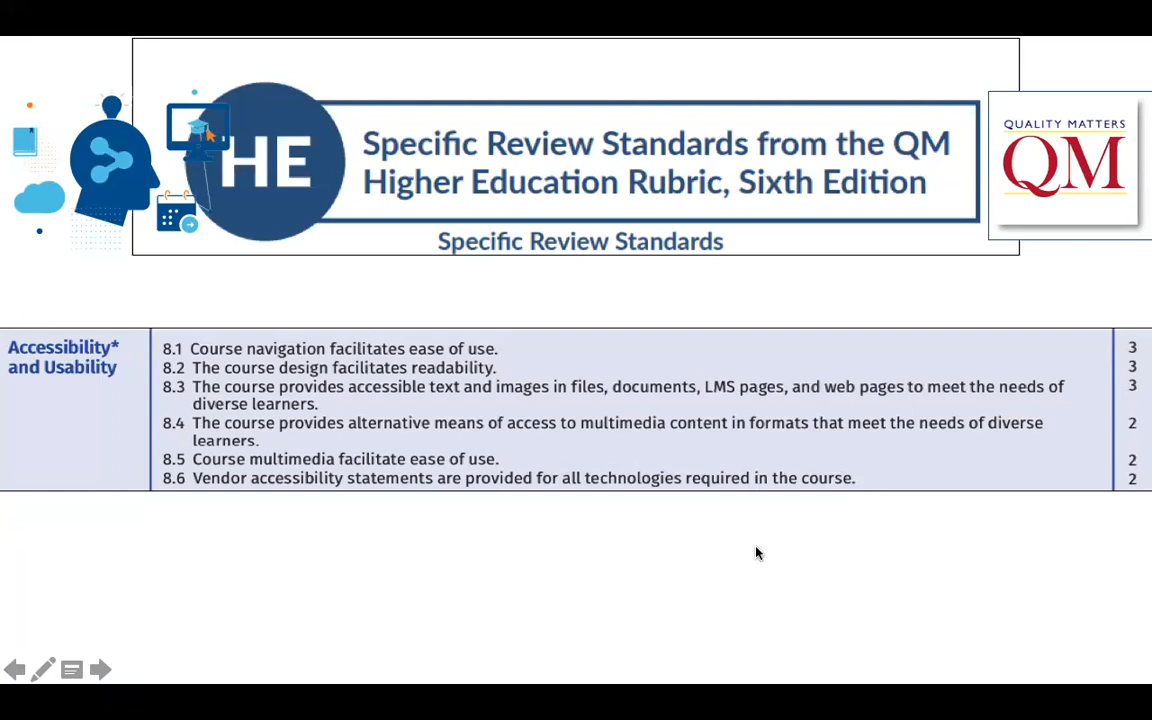 HE
Specific Review Standards from the QM
Higher Education Rubric, Sixth Edition
Specific Review Standards
QUALITY MATTERS
QM
Accessibility*
and Usability
8.1 Course navigation facilitates ease of use. 3
8.2 The course design facilitates readability. 3
8.3 The course provides accessible text and images in files, documents, LMS pages, and web pages to meet the needs of 3
diverse learners.
8.4 The course provides alternative means of access to multimedia content in formats that meet the needs of diverse 2
learners.
8.5 Course multimedia facilitate ease of use. 2
8.6 Vendor accessibility statements are provided for all technologies required in the course. 2